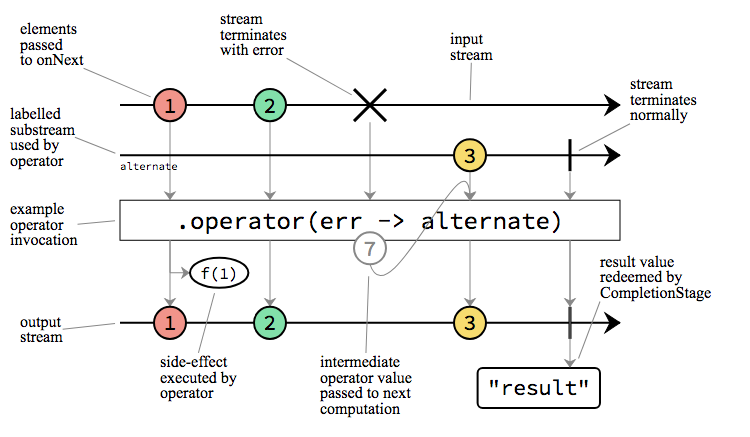 elements
passed
to onNext
stream
terminates
with error
input
stream
1
2
stream
terminates
normally
labelled
substream
used by
operator
alternate
3
example
operator
invocation
.operator(err -> alternate)
7
f(1)
result value
redeemed by
CompletionStage
output
stream
1
2
3
side-effect
executed by
operator
intermediate
operator value
passed to next
computation
"result"